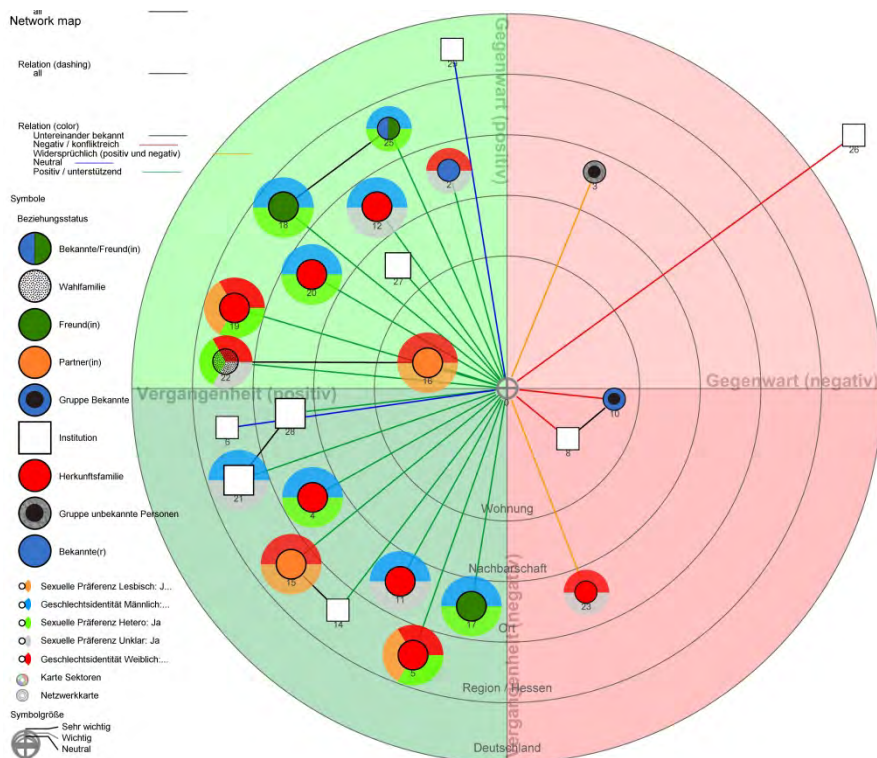 all
Network map
Relation (dashing)
all
Relation (color)
Untereinander bekannt
Negativ / konfliktreich
Widersprüchlich (positiv und negativ)
Neutral
Positiv / unterstützend
Symbole
Beziehungsstatus
Bekannte/Freund(in)
Wahlfamilie
Freund(in)
Partner(in)
Gruppe Bekannte
Institution
Herkunftsfamilie
Gruppe unbekannte Personen
Bekannte(r)
Sexuelle Präferenz Lesbisch: J...
Geschlechtsidentität Männlich:...
Sexuelle Präferenz Hetero: Ja
Sexuelle Präferenz Unklar: Ja
Geschlechtsidentität Weiblich:...
Karte Sektoren
Netzwerkkarte
Symbolgröße
Sehr wichtig
Wichtig
Neutral
Gegenwart (positiv)
Gegenwart (negativ)
Vergangenheit (positiv)
Vergangenheit (negativ)
Wohnung
Nachbarschaft
Ort
Region / Hessen
Deutschland
29
26
25
2
3
18
12
27
20
19
22
16
10
6
28
8
21
4
15
11
23
14
17
5